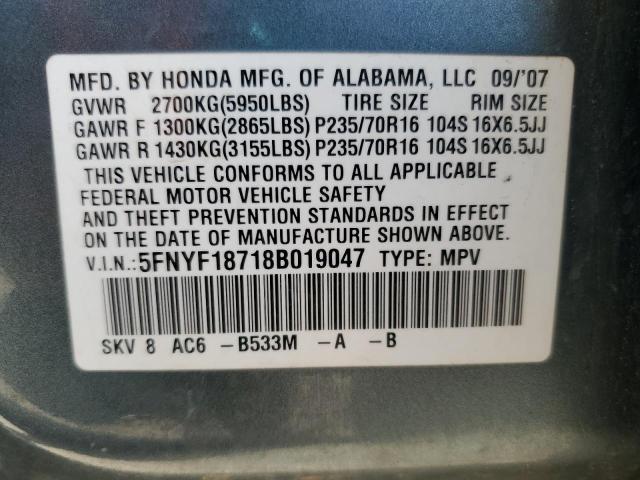 MFD. BY HONDA MFG. OF ALABAMA, LLC 09/'07
GVWR 2700KG(5950LBS) TIRE SIZE RIM SIZE
GAWR F 1300KG(2865LBS) P235/70R16 104S 16X6.5JJ
GAWR R 1430KG(3155LBS) P235/70R16 104S 16X6.5JJ
THIS VEHICLE CONFORMS TO ALL APPLICABLE
FEDERAL MOTOR VEHICLE SAFETY
AND THEFT PREVENTION STANDARDS IN EFFECT
ON THE DATE OF MANUFACTURE SHOWN ABOVE.
V.I.N.: 5FNYF18718B019047 TYPE: MPV
SKV 8 AC6 -B533M -A -B